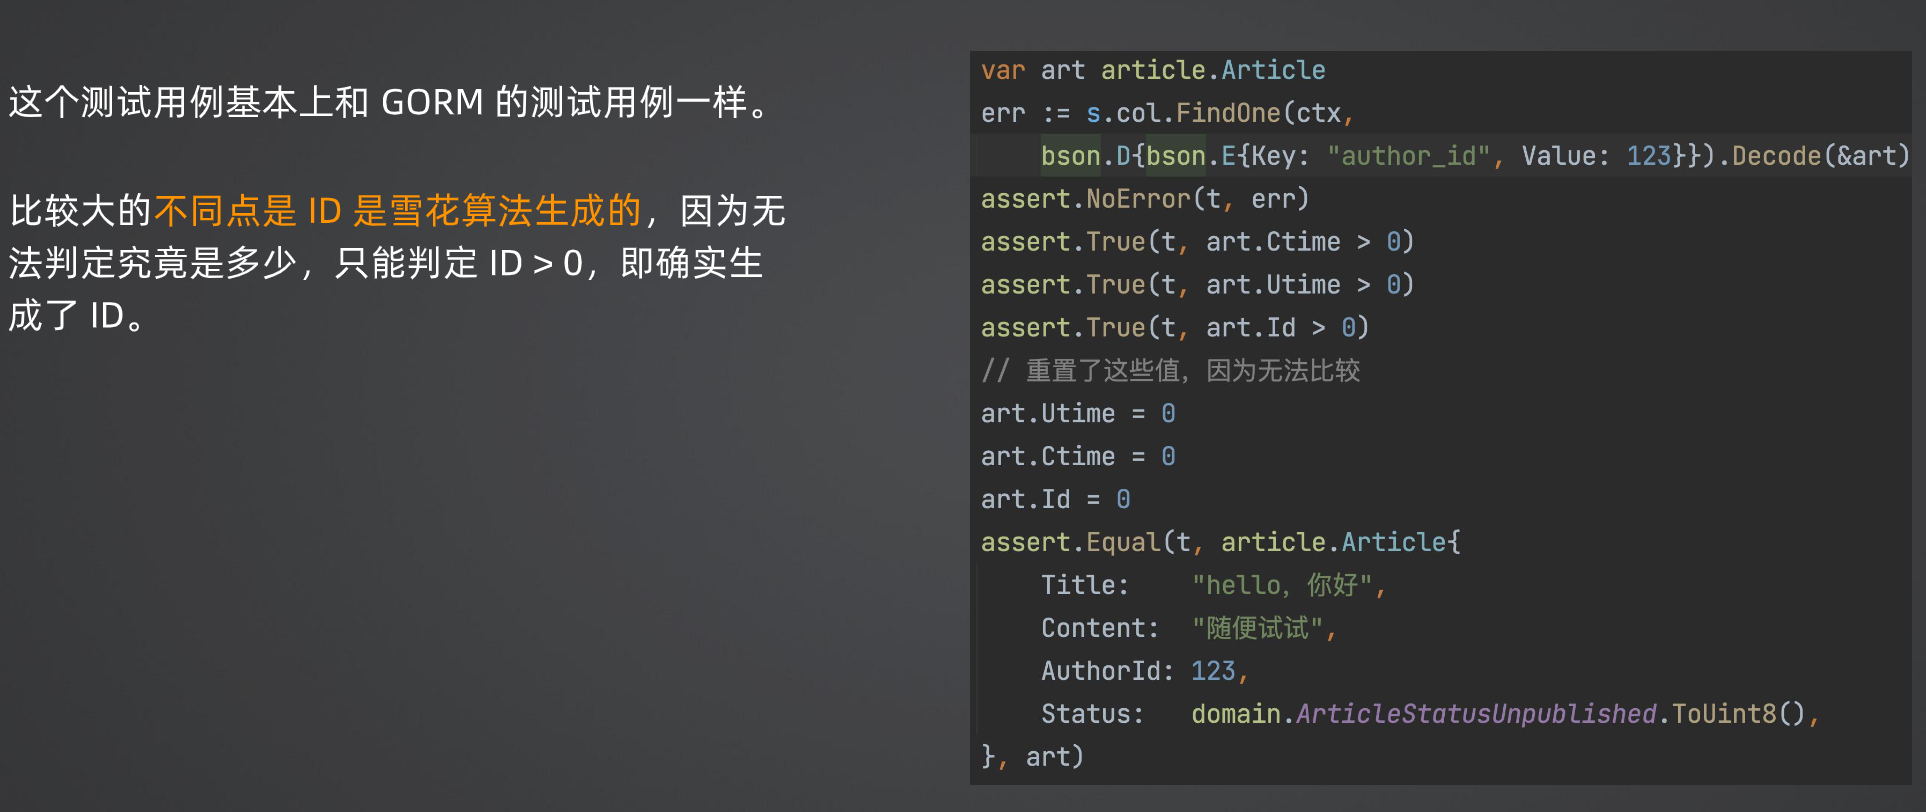 这个测试用例基本上和 GORM 的测试用例一样。
比较大的不同点是 ID 是雪花算法生成的，因为无
法判定究竟是多少，只能判定 ID > 0，即确实生
成了 ID。
var art article.Article
err := s.col.FindOne(ctx,
    bson.D{bson.E{Key: "author_id", Value: 123}}).Decode(&art)
assert.NoError(t, err)
assert.True(t, art.Ctime > 0)
assert.True(t, art.Utime > 0)
assert.True(t, art.Id > 0)
// 重置了这些值，因为无法比较
art.Utime = 0
art.Ctime = 0
art.Id = 0
assert.Equal(t, article.Article{
    Title:    "hello，你好",
    Content:  "随便试试",
    AuthorId: 123,
    Status:   domain.ArticleStatusUnpublished.ToUint8(),
}, art)